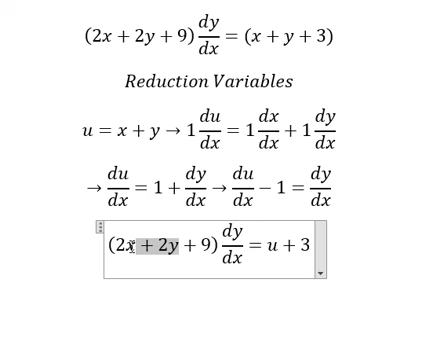 (2x + 2y + 9) dy/dx = (x + y + 3)
Reduction Variables
u = x + y → 1 du/dx = 1 dx/dx + 1 dy/dx
→ du/dx = 1 + dy/dx → du/dx − 1 = dy/dx
(2x + 2y + 9) dy/dx = u + 3